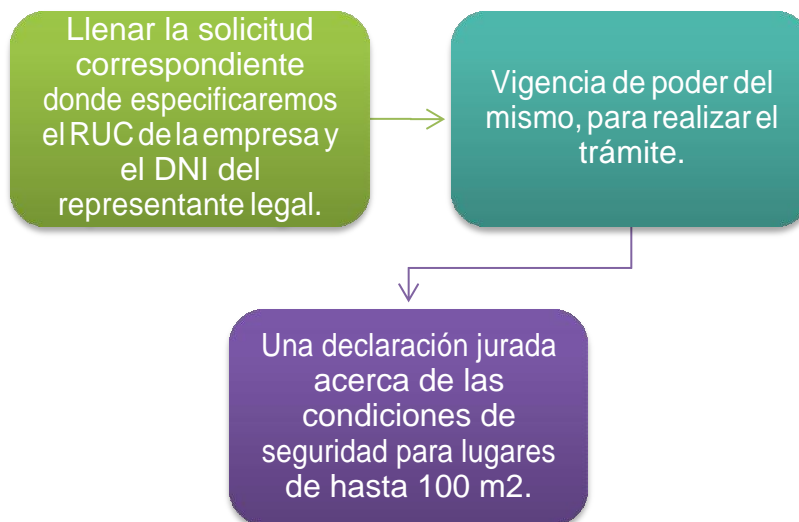 Llenar la solicitud
correspondiente
donde especificaremos
el RUC de la empresa y
el DNI del
representante legal.
Vigencia de poder del
mismo, para realizar el
trámite.
Una declaración jurada
acerca de las
condiciones de
seguridad para lugares
de hasta 100 m2.